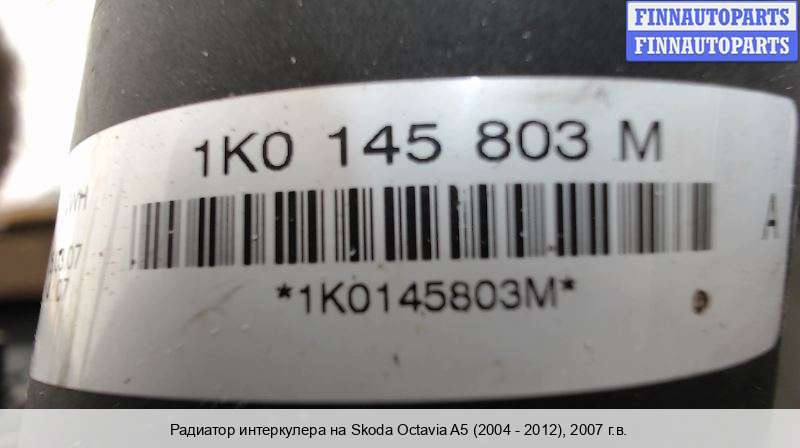 FINNAUTOPARTS
FINNAUTOPARTS
1K0 145 803 M
A
*1K0145803M*
Радиатор интеркулера на Skoda Octavia A5 (2004 - 2012), 2007 г.в.